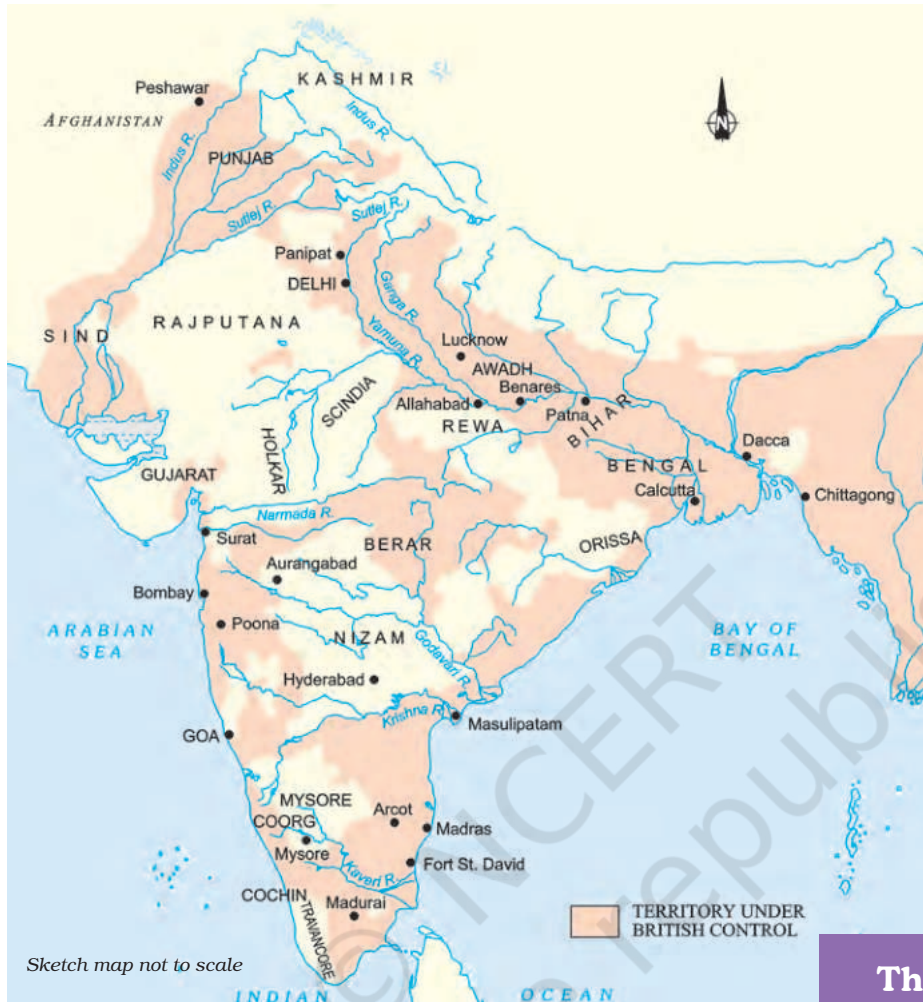 KASHMIR
Peshawar
AFGHANISTAN
Indus R.
Indus R.
N
PUNJAB
Sutlej R.
Sutlej R.
Panipat
DELHI
Ganga R.
RAJPUTANA
SIND
Yamuna R.
Lucknow
AWADH
Benares
SCINDIA
Allahabad
Patna
REWA
BIHAR
HOLKAR
Dacca
BENGAL
GUJARAT
Calcutta
Chittagong
Narmada R.
Surat
BERAR
ORISSA
Aurangabad
Bombay
ARABIAN
SEA
Poona
BAY OF
BENGAL
NIZAM
Godavari R.
Hyderabad
Krishna R.
Masulipatam
GOA
MYSORE
Arcot
COORG
Madras
Mysore
Fort St. David
Kaveri R.
COCHIN
Madurai
TRAVANCORE
TERRITORY UNDER
BRITISH CONTROL
Sketch map not to scale
INDIAN OCEAN
Th
© NCERT
republi